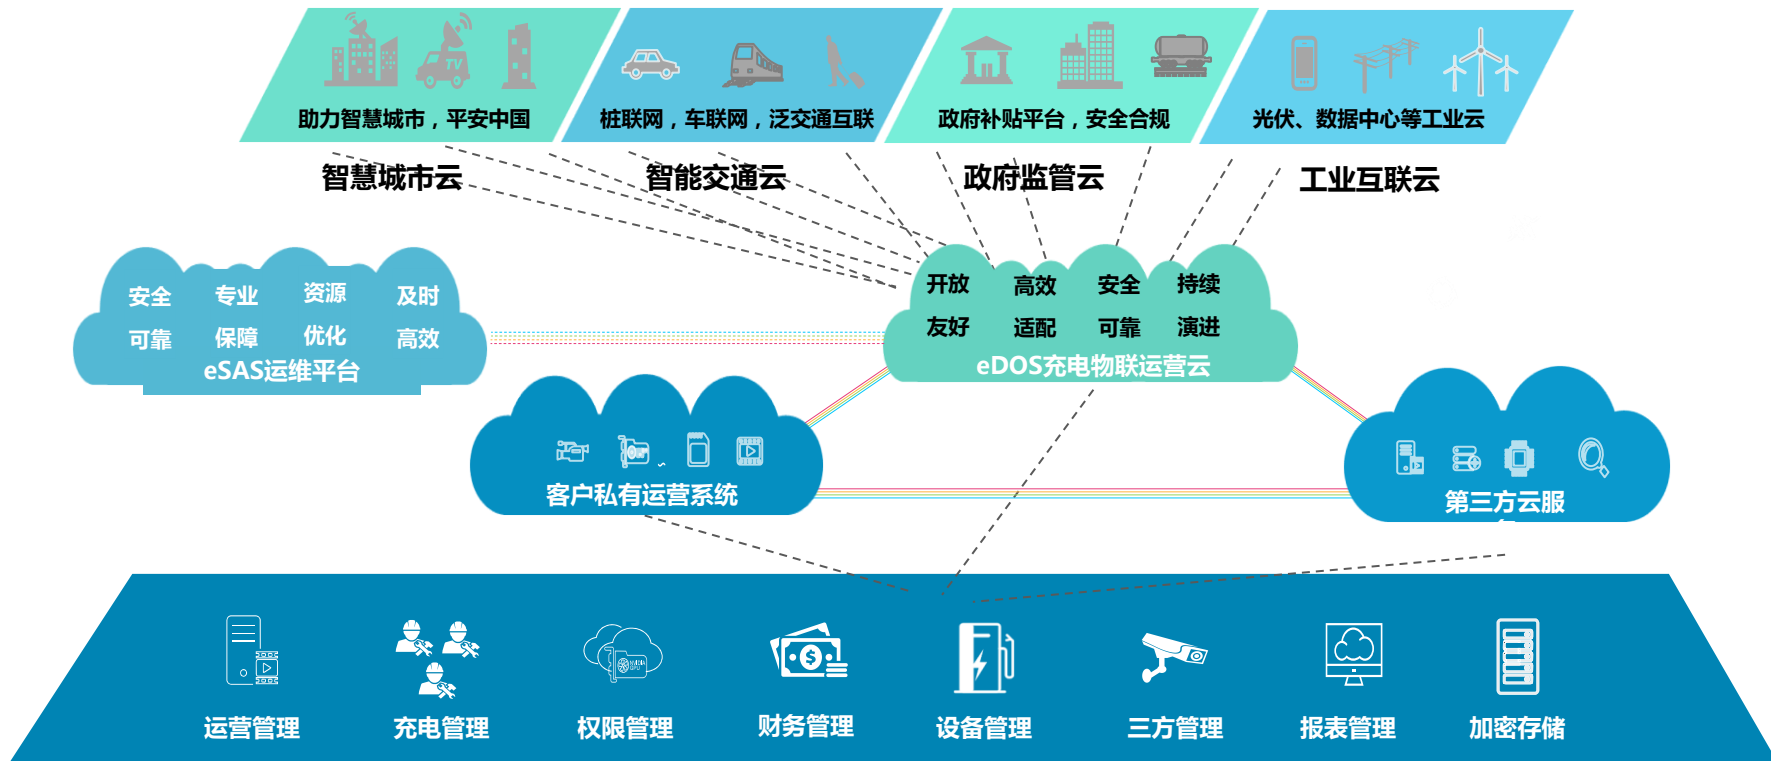 TV
助力智慧城市，平安中国
桩联网，车联网，泛交通互联
政府补贴平台，安全合规
光伏、数据中心等工业云
智慧城市云
智能交通云
政府监管云
工业互联云
安全 专业 资源 及时
可靠 保障 优化 高效
eSAS运维平台
开放 高效 安全 持续
友好 适配 可靠 演进
eDOS充电物联运营云
客户私有运营系统
第三方云服
NVIDIA
GPU
运营管理
充电管理
权限管理
财务管理
设备管理
三方管理
报表管理
加密存储